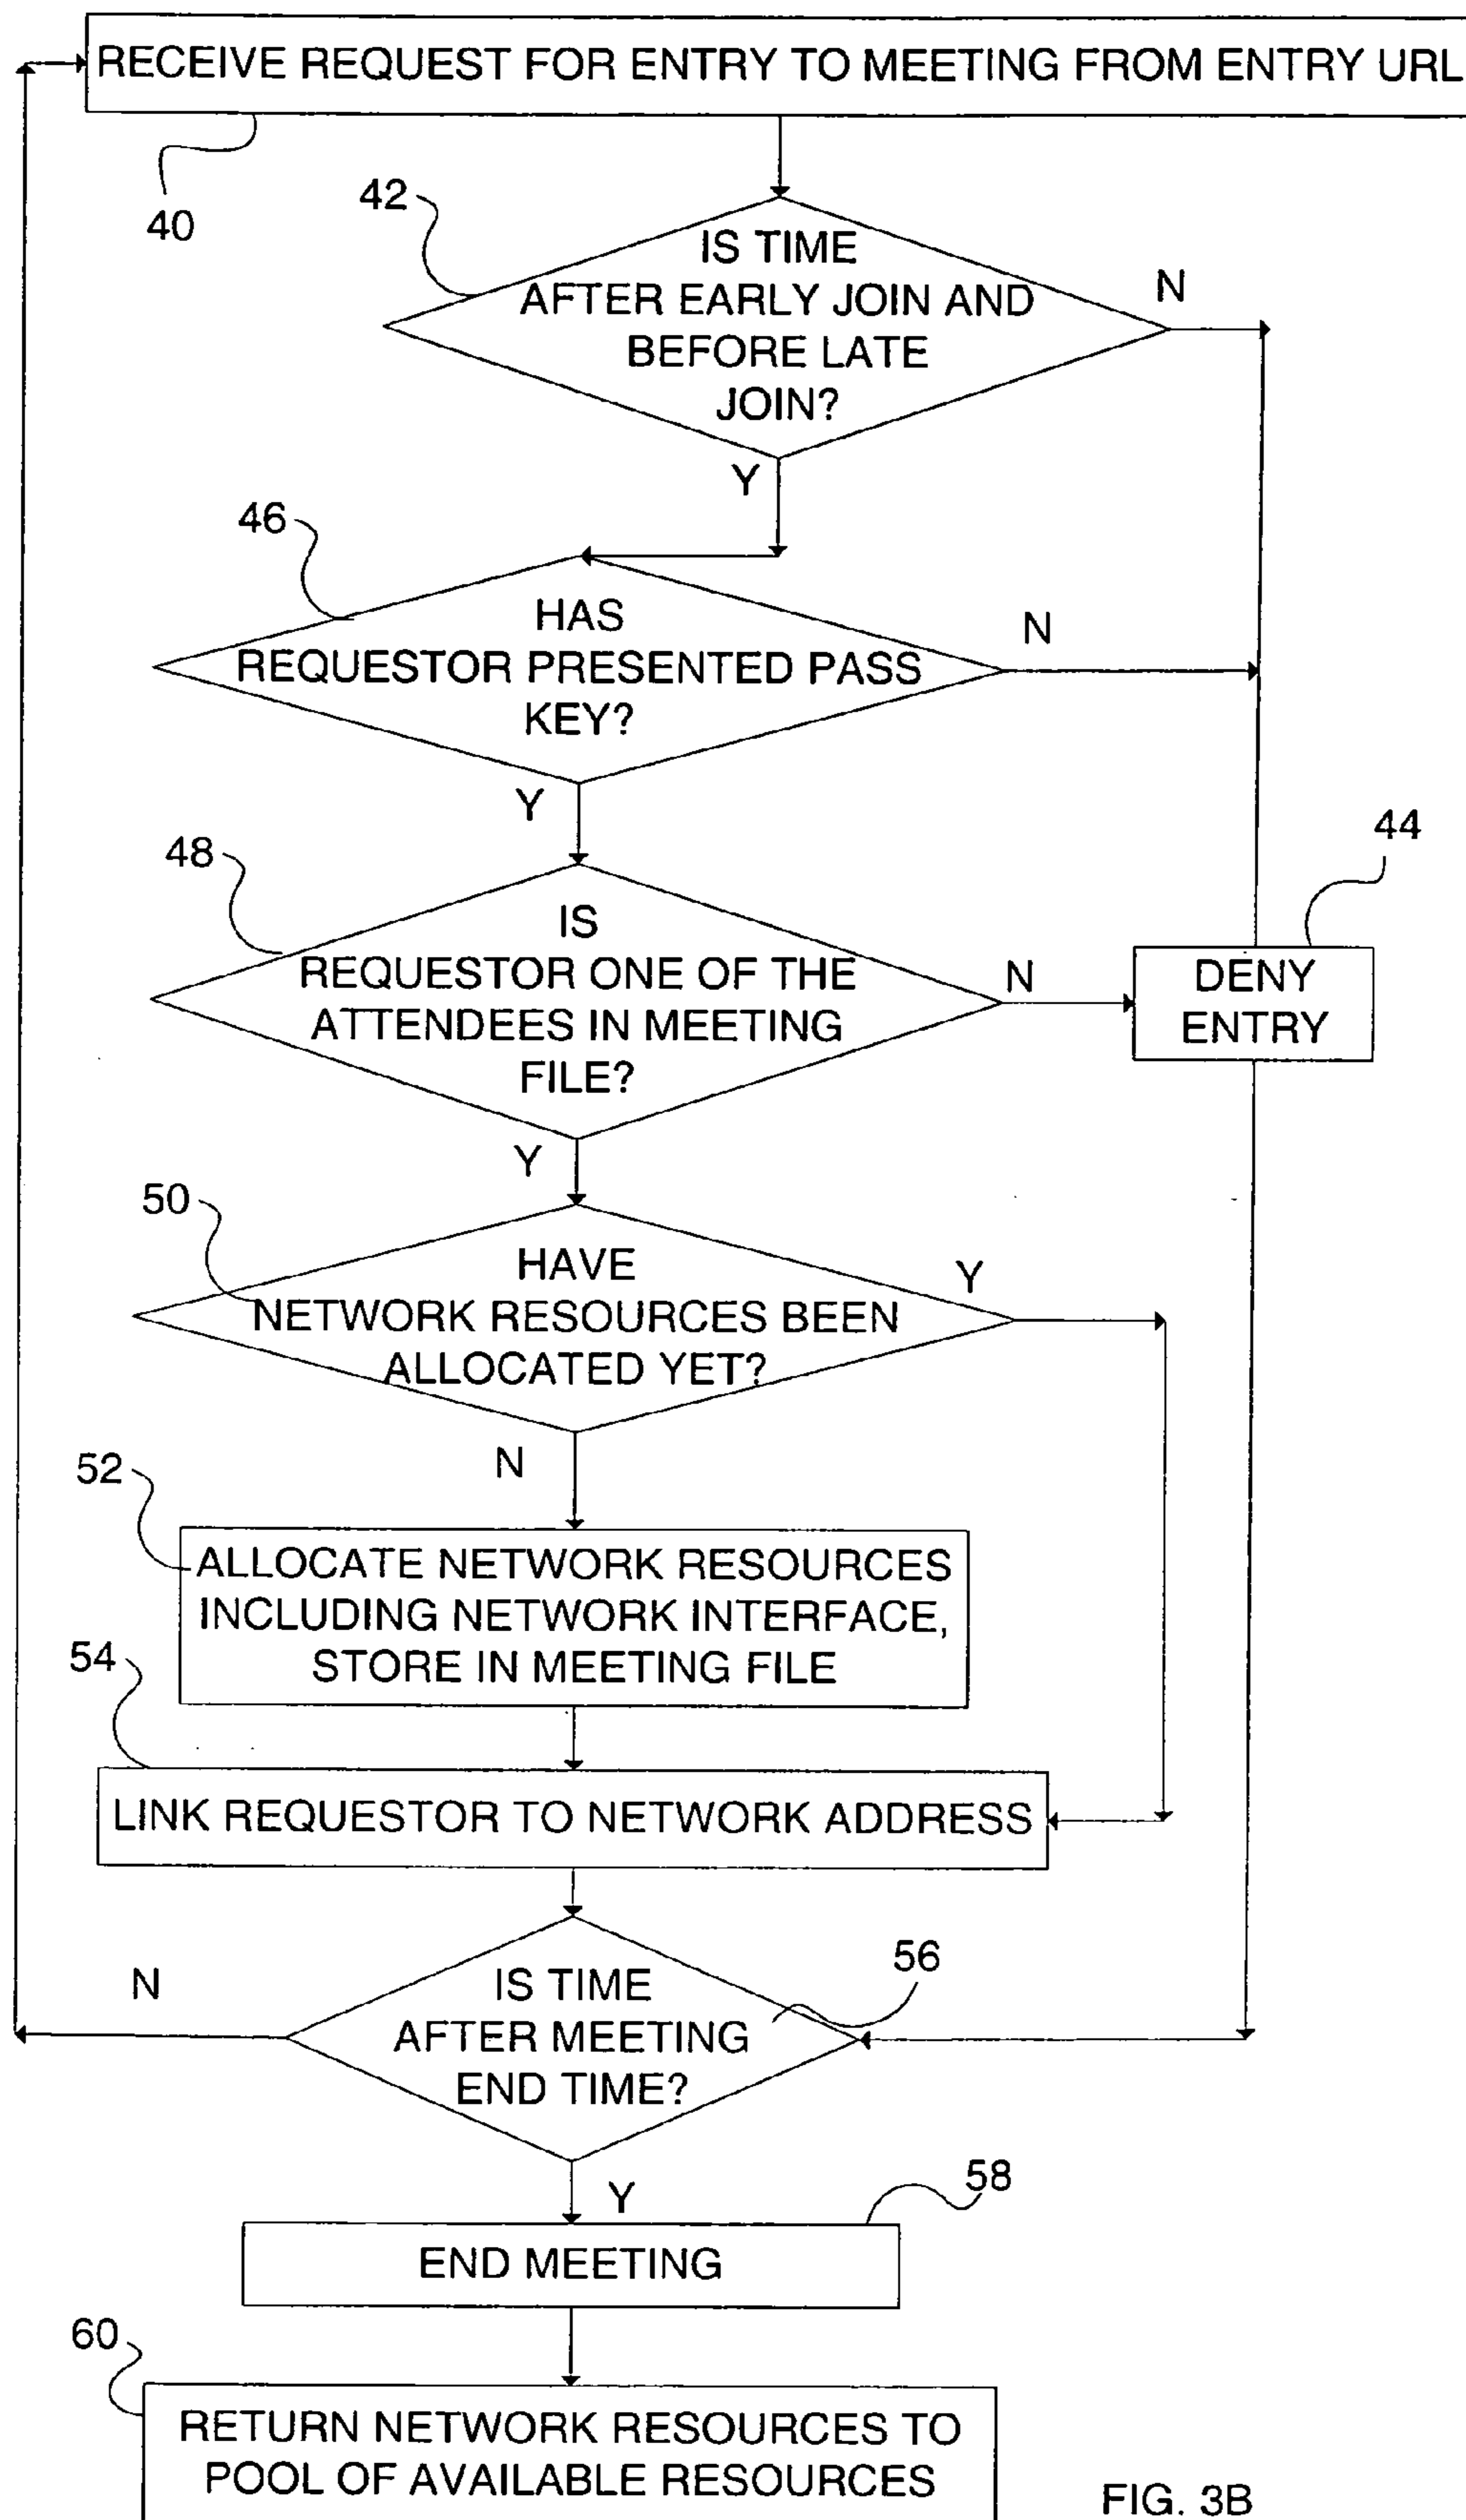 RECEIVE REQUEST FOR ENTRY TO MEETING FROM ENTRY URL
40
42
IS TIME
AFTER EARLY JOIN AND
BEFORE LATE
JOIN?
N
Y
46
HAS
REQUESTOR PRESENTED PASS
KEY?
N
Y
48
IS
REQUESTOR ONE OF THE
ATTENDEES IN MEETING
FILE?
N
44
DENY
ENTRY
Y
50
HAVE
NETWORK RESOURCES BEEN
ALLOCATED YET?
Y
N
52
ALLOCATE NETWORK RESOURCES
INCLUDING NETWORK INTERFACE,
STORE IN MEETING FILE
54
LINK REQUESTOR TO NETWORK ADDRESS
N
IS TIME
AFTER MEETING
END TIME?
56
Y
58
END MEETING
60
RETURN NETWORK RESOURCES TO
POOL OF AVAILABLE RESOURCES
FIG. 3B